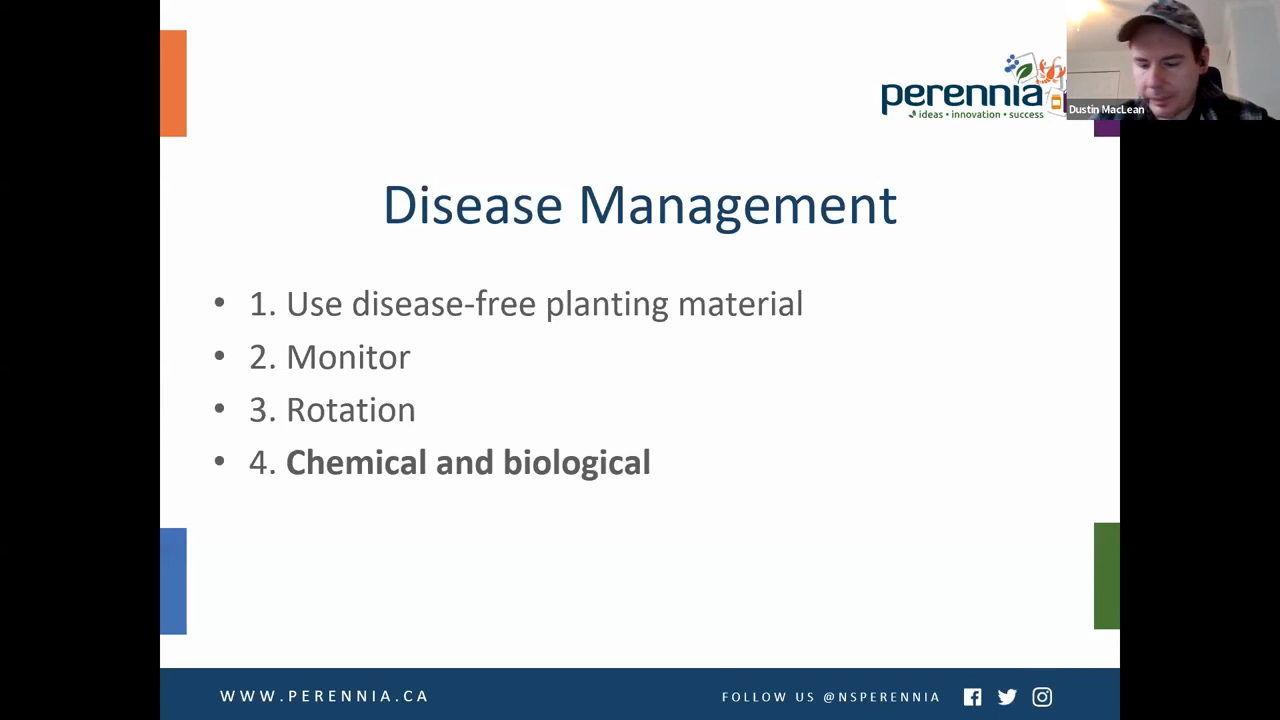 perennia
ideas • innovation • success
Dustin MacLean
Disease Management
• 1. Use disease-free planting material
• 2. Monitor
• 3. Rotation
• 4. Chemical and biological
WWW.PERENNIA.CA
FOLLOW US @NSPERENNIA